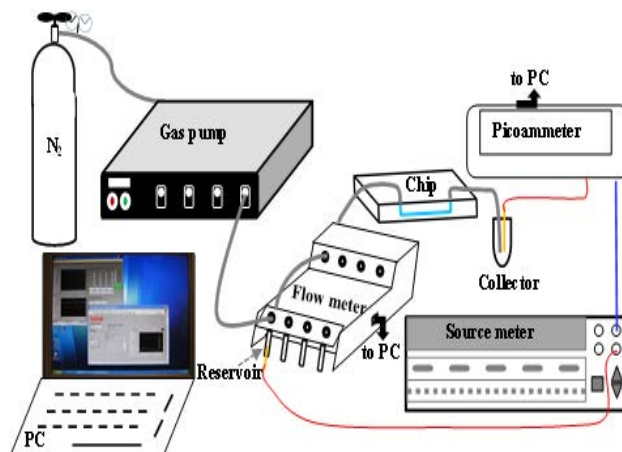 to PC
Picoammeter
Gas pump
N2
Chip
Collector
Flow meter
Source meter
to PC
Reservoir
PC